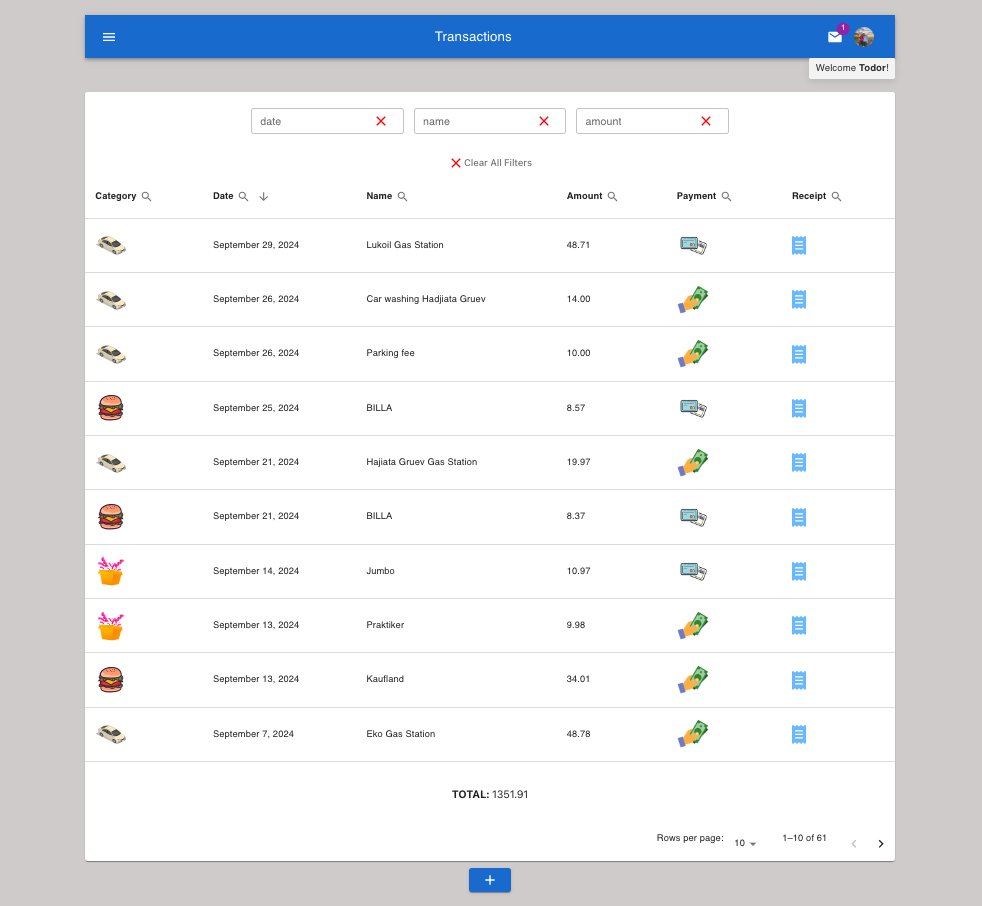 Transactions
1
Welcome Todor!
date name amount
Clear All Filters
Category Date Name Amount Payment Receipt
September 29, 2024 Lukoil Gas Station 48.71
September 26, 2024 Car washing Hadjiata Gruev 14.00
September 26, 2024 Parking fee 10.00
September 25, 2024 BILLA 8.57
September 21, 2024 Hajiata Gruev Gas Station 19.97
September 21, 2024 BILLA 8.37
September 14, 2024 Jumbo 10.97
September 13, 2024 Praktiker 9.98
September 13, 2024 Kaufland 34.01
September 7, 2024 Eko Gas Station 48.78
TOTAL: 1351.91
Rows per page: 10 1–10 of 61
+